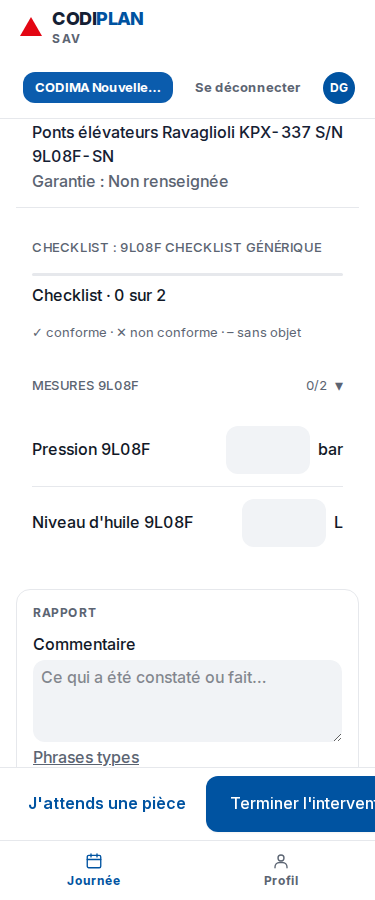 CODIPLAN
SAV
CODIMA Nouvelle...
Se déconnecter
DG
Ponts élévateurs Ravaglioli KPX-337 S/N
9L08F-SN
Garantie : Non renseignée
CHECKLIST : 9L08F CHECKLIST GÉNÉRIQUE
Checklist · 0 sur 2
✓ conforme · ✕ non conforme · – sans objet
MESURES 9L08F
0/2 ▼
Pression 9L08F
bar
Niveau d'huile 9L08F
L
RAPPORT
Commentaire
Ce qui a été constaté ou fait...
Phrases types
J'attends une pièce
Terminer l'interven
Journée
Profil